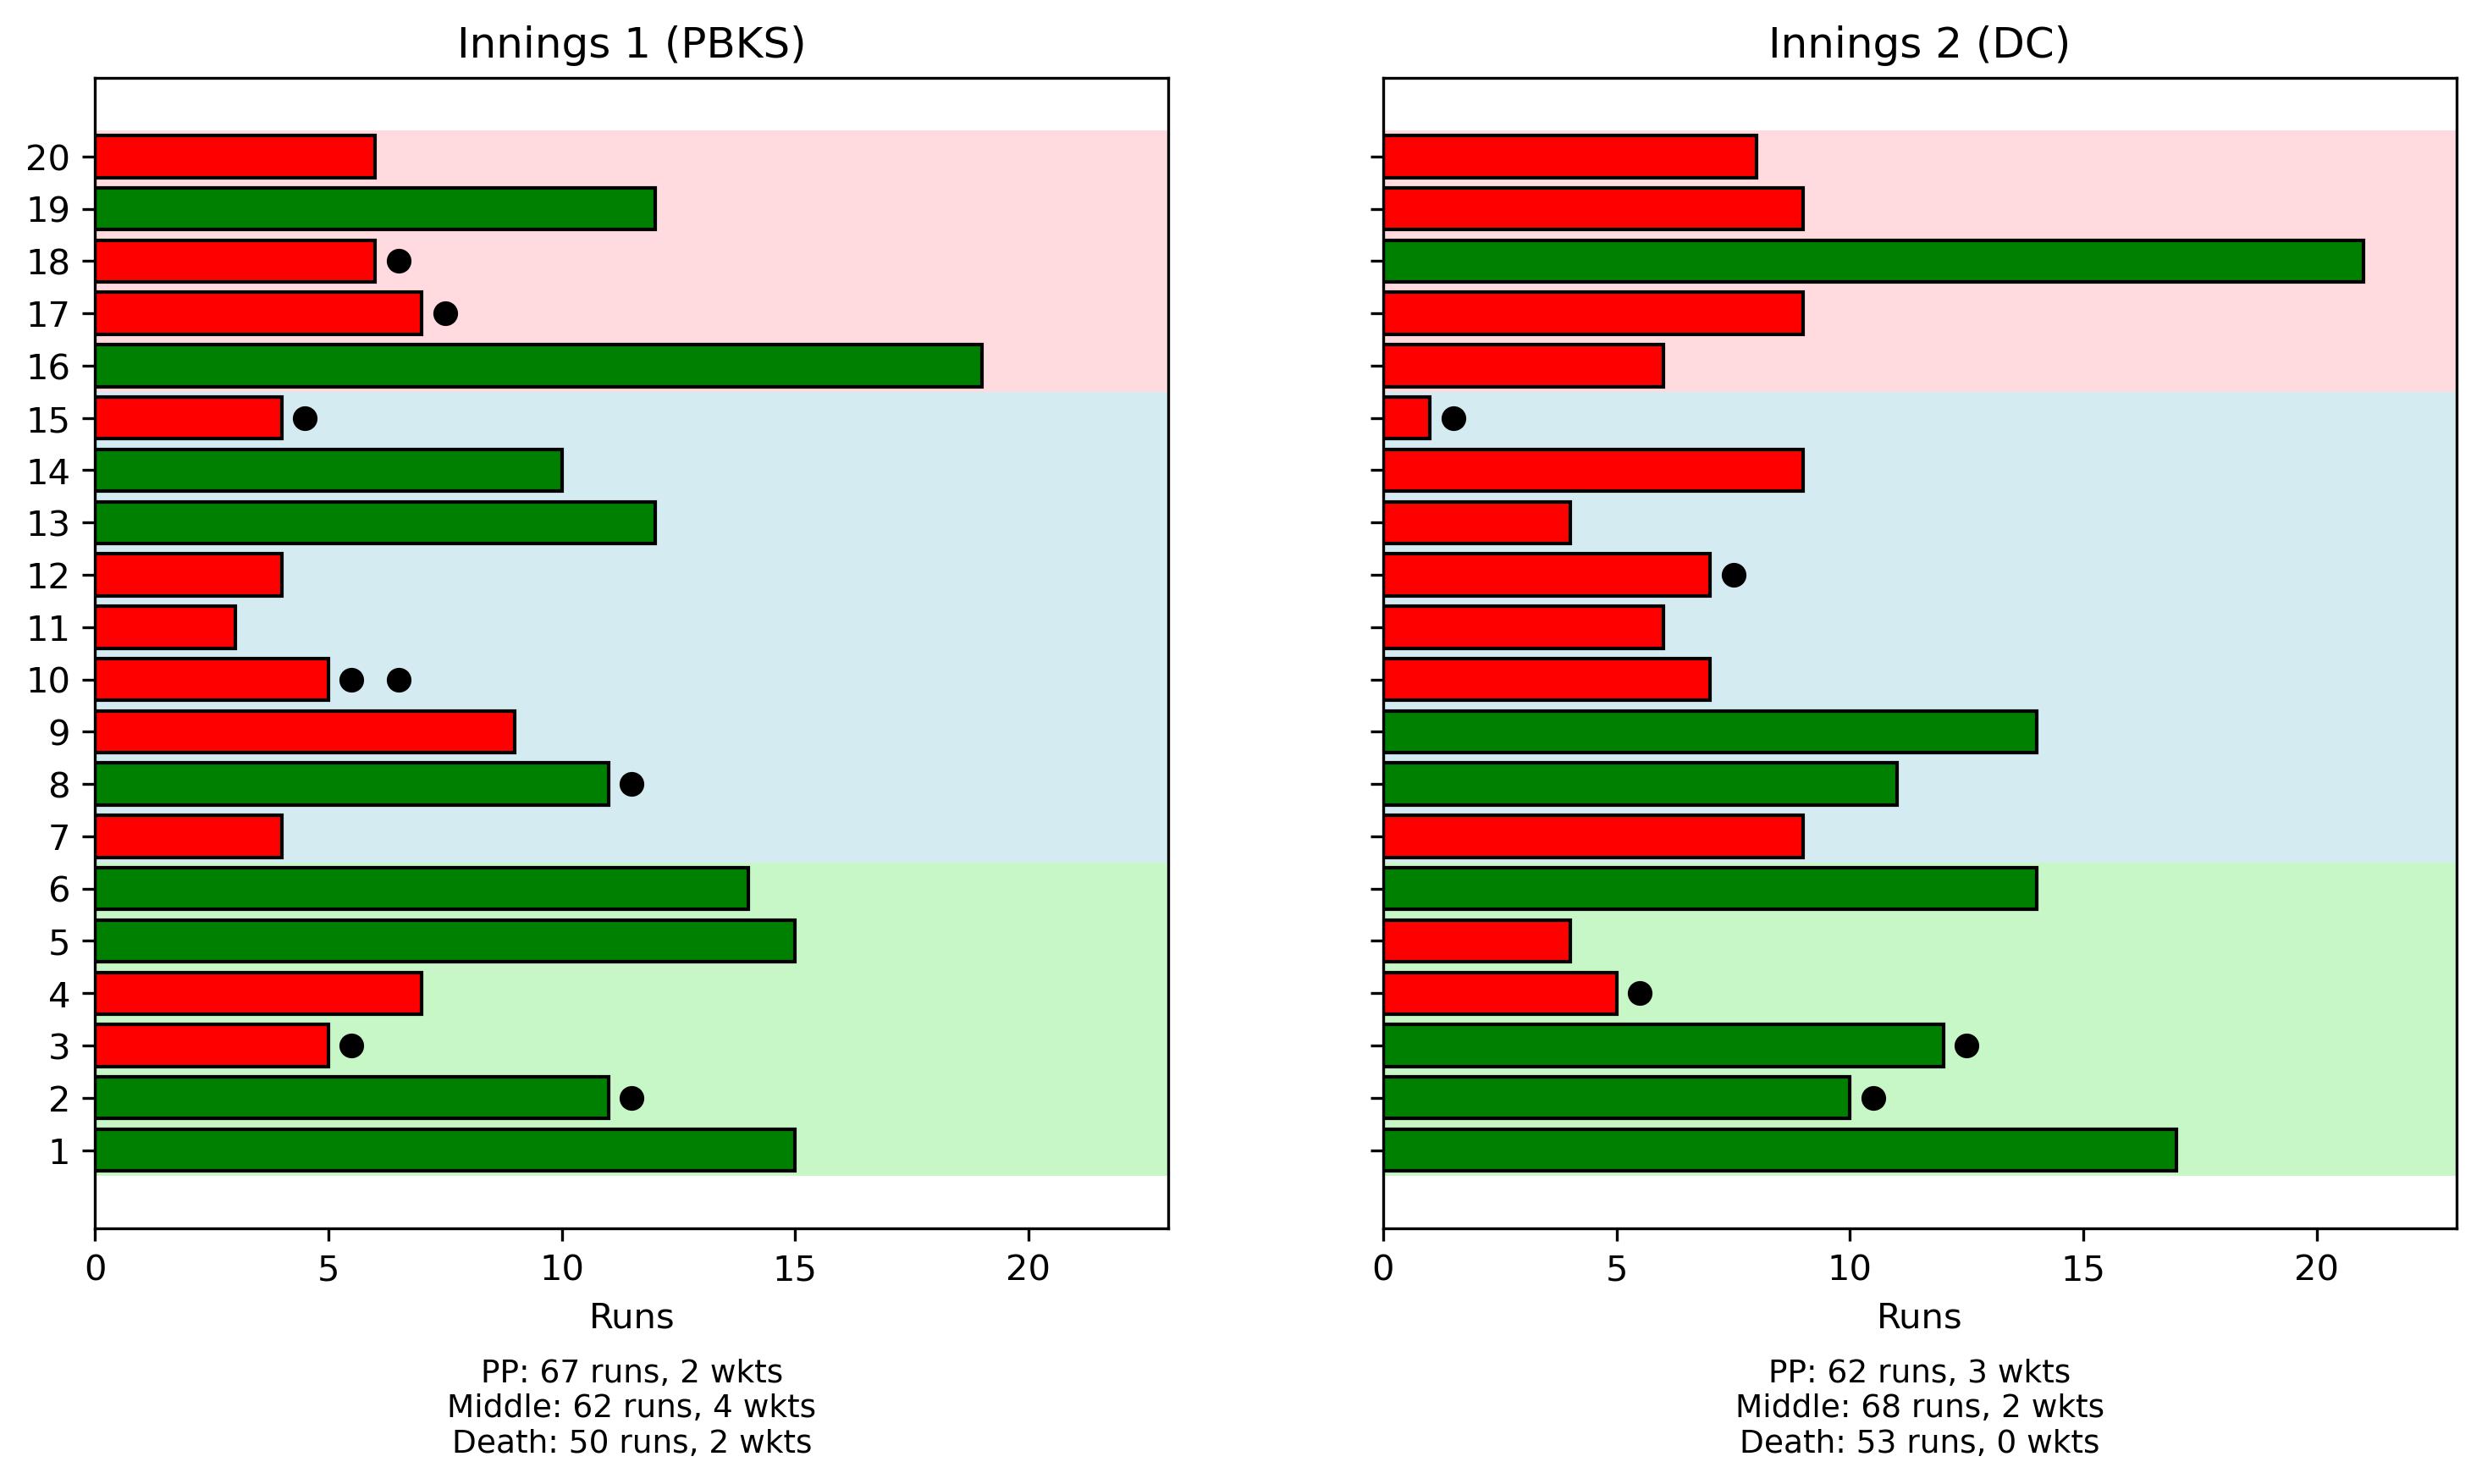 Innings 1 (PBKS)
20
19
18
17
16
15
14
13
12
11
10
9
8
7
6
5
4
3
2
1
0 5 10 15 20
Runs
PP: 67 runs, 2 wkts
Middle: 62 runs, 4 wkts
Death: 50 runs, 2 wkts
Innings 2 (DC)
0 5 10 15 20
Runs
PP: 62 runs, 3 wkts
Middle: 68 runs, 2 wkts
Death: 53 runs, 0 wkts